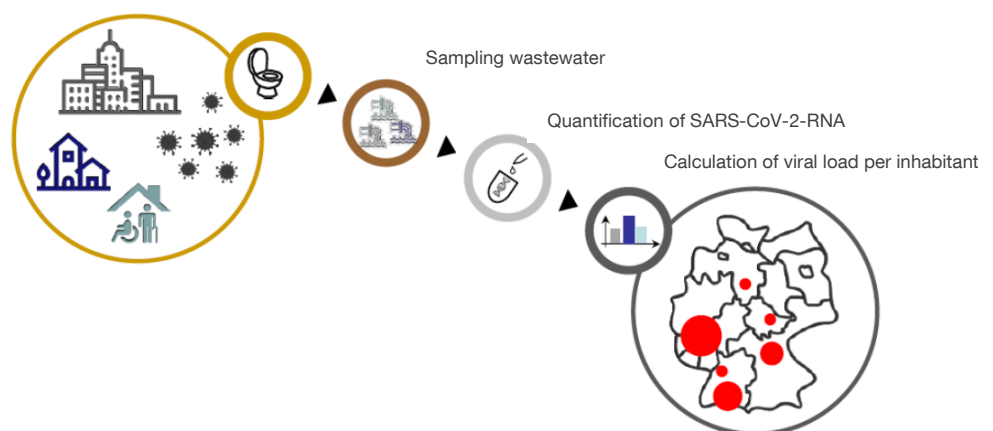 Sampling wastewater
Quantification of SARS-CoV-2-RNA
Calculation of viral load per inhabitant